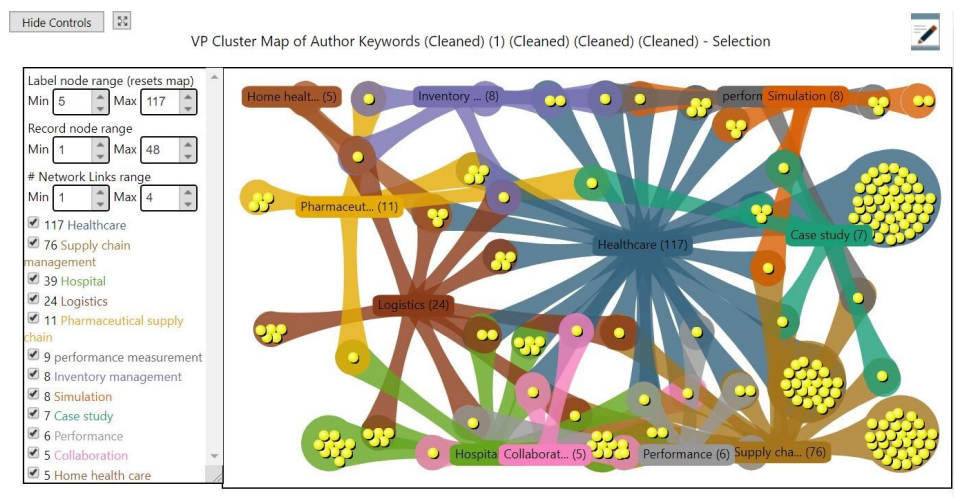 Hide Controls
VP Cluster Map of Author Keywords (Cleaned) (1) (Cleaned) (Cleaned) (Cleaned) - Selection
Label node range (resets map)
Min 5 Max 117
Record node range
Min 1 Max 48
# Network Links range
Min 1 Max 4
117 Healthcare
76 Supply chain
management
39 Hospital
24 Logistics
11 Pharmaceutical supply
chain
9 performance measurement
8 Inventory management
8 Simulation
7 Case study
6 Performance
5 Collaboration
5 Home health care
Home healt... (5)
Inventory ... (8)
perform
Simulation (8)
Pharmaceut... (11)
Healthcare (117)
Case study (7)
Logistics (24)
Hospita
Collaborat... (5)
Performance (6)
Supply cha... (76)